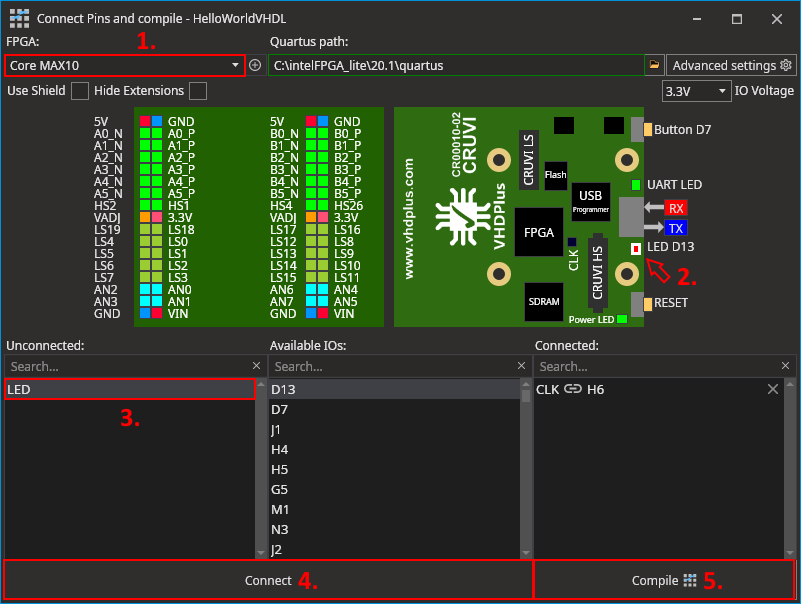 Connect Pins and compile - HelloWorldVHDL
FPGA:
1.
Quartus path:
Core MAX10
C:\intelFPGA_lite\20.1\quartus
Advanced settings
Use Shield
Hide Extensions
3.3V
IO Voltage
5V GND 5V GND
A0_N A0_P B0_N B0_P
A1_N A1_P B1_N B1_P
A2_N A2_P B2_N B2_P
A3_N A3_P B3_N B3_P
A4_N A4_P B4_N B4_P
A5_N A5_P B5_N B5_P
HS2 HS1 HS4 HS26
VADJ 3.3V VADJ 3.3V
LS19 LS18 LS17 LS16
LS4 LS0 LS12 LS8
LS5 LS1 LS13 LS9
LS6 LS2 LS14 LS10
LS7 LS3 LS15 LS11
AN2 AN0 AN6 AN4
AN3 AN1 AN7 AN5
GND VIN GND VIN
www.vhdplus.com
CR00010-02
CRUVI
VHDPlus
CRUVI LS
Flash
USB
Programmer
FPGA
CLK
CRUVI HS
SDRAM
Power LED
Button D7
UART LED
RX
TX
LED D13
2.
RESET
Unconnected:
Available IOs:
Connected:
Search...
Search...
Search...
LED
3.
D13
D7
J1
H4
H5
G5
M1
N3
J2
CLK H6
Connect 4.
Compile 5.